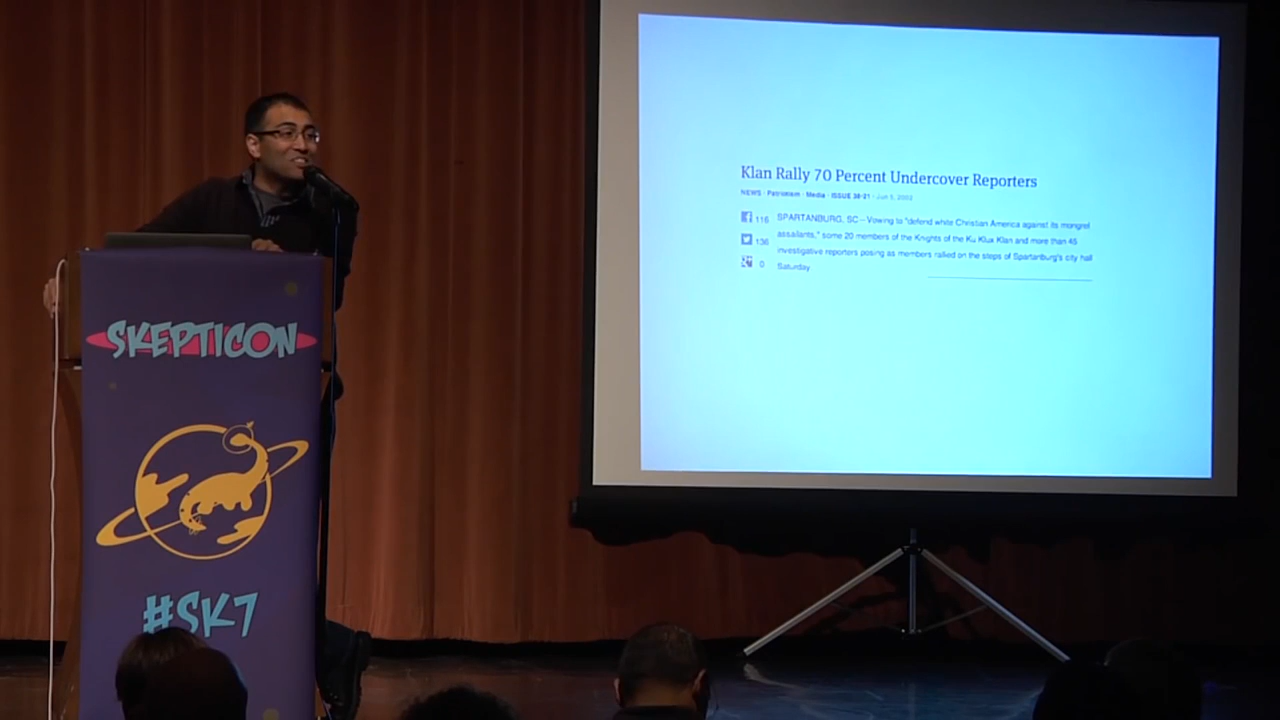 Klan Rally 70 Percent Undercover Reporters
NEWS · Patriotism · Media · ISSUE 38•21 · Jun 5, 2002
116 SPARTANBURG, SC—Vowing to "defend white Christian America against its mongrel
136 assailants," some 20 members of the Knights of the Ku Klux Klan and more than 45
investigative reporters posing as members rallied on the steps of Spartanburg's city hall
0 Saturday.
SKEPTICON
#SK7